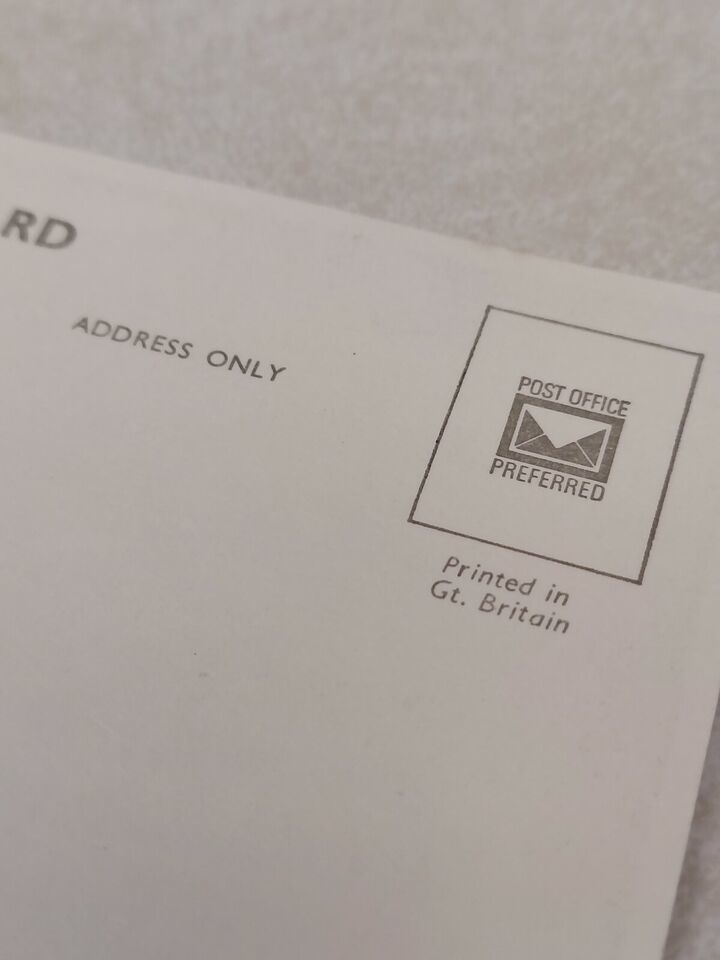 RD
ADDRESS ONLY
POST OFFICE
PREFERRED
Printed in
Gt. Britain